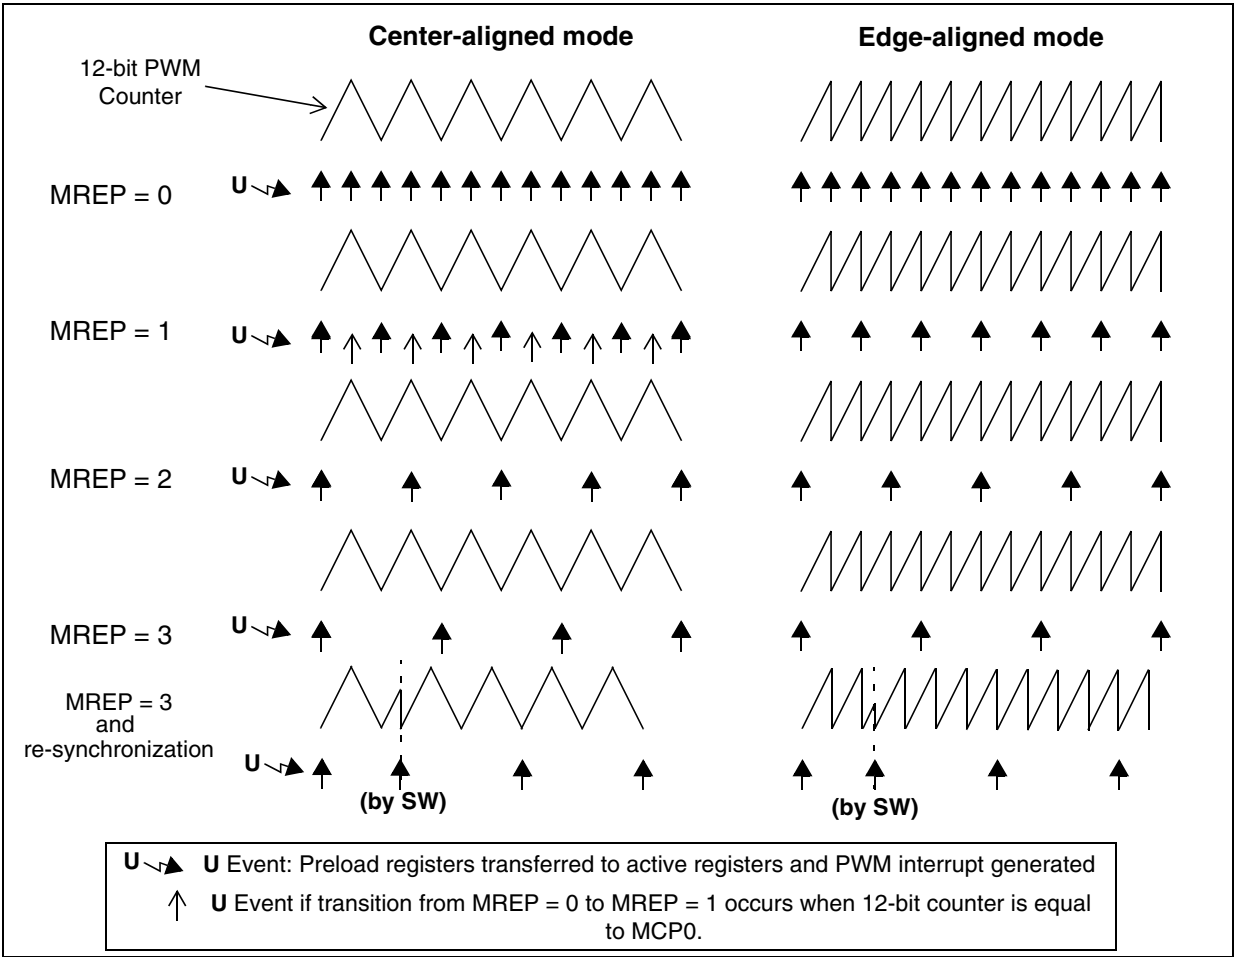 Center-aligned mode
Edge-aligned mode
12-bit PWM
Counter
U
MREP = 0
U
MREP = 1
U
MREP = 2
U
MREP = 3
MREP = 3
and
re-synchronization
U
(by SW)
(by SW)
U U Event: Preload registers transferred to active registers and PWM interrupt generated
U Event if transition from MREP = 0 to MREP = 1 occurs when 12-bit counter is equal
to MCP0.